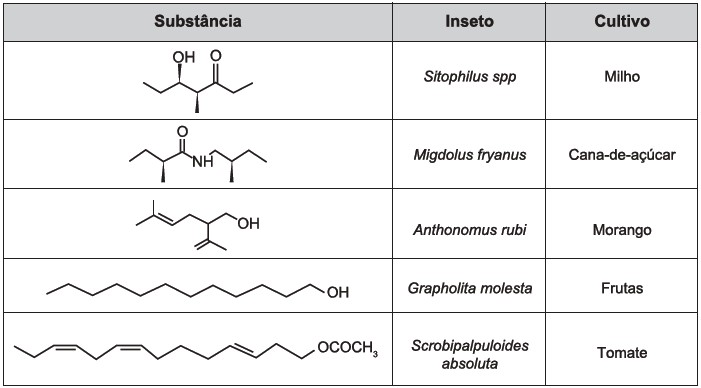 Substância Inseto Cultivo
OH O
Sitophilus spp Milho
O
NH
Migdolus fryanus Cana-de-açúcar
OH
Anthonomus rubi Morango
OH
Grapholita molesta Frutas
OCOCH₃
Scrobipalpuloides
absoluta
Tomate